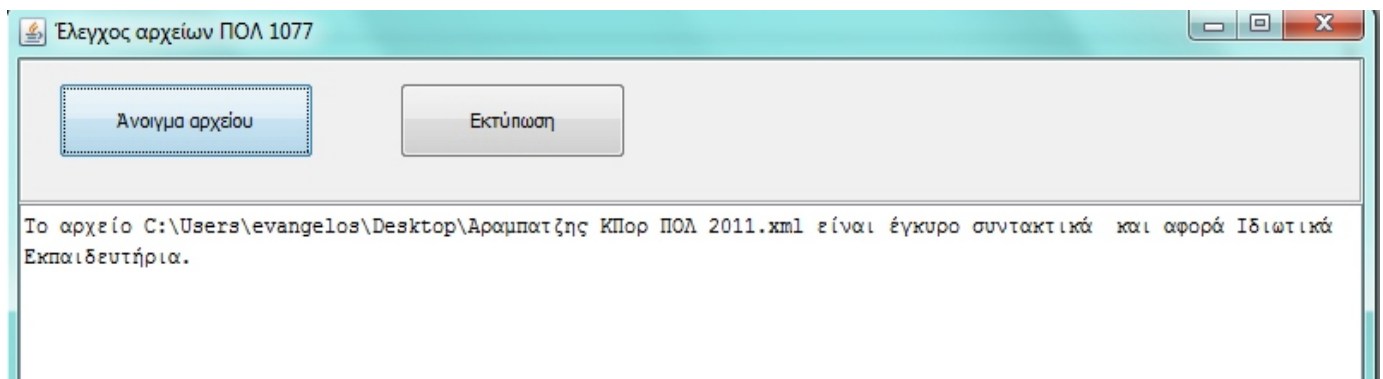 Έλεγχος αρχείων ΠΟΛ 1077
Άνοιγμα αρχείου
Εκτύπωση
Το αρχείο C:\Users\evangelos\Desktop\Αραμπατζης ΚΠορ ΠΟΛ 2011.xml είναι έγκυρο συντακτικά  και αφορά Ιδιωτικά
Εκπαιδευτήρια.